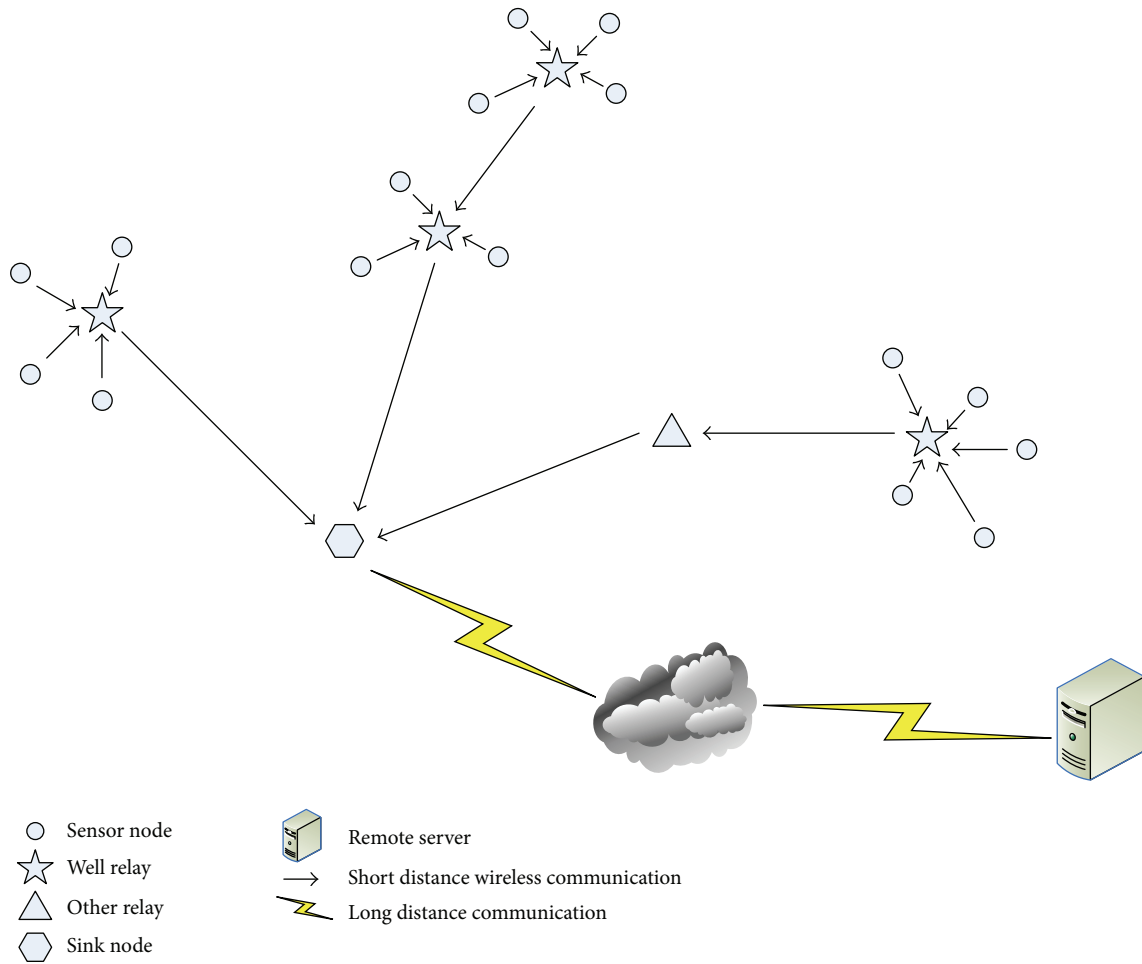 Sensor node
Well relay
Other relay
Sink node
Remote server
Short distance wireless communication
Long distance communication